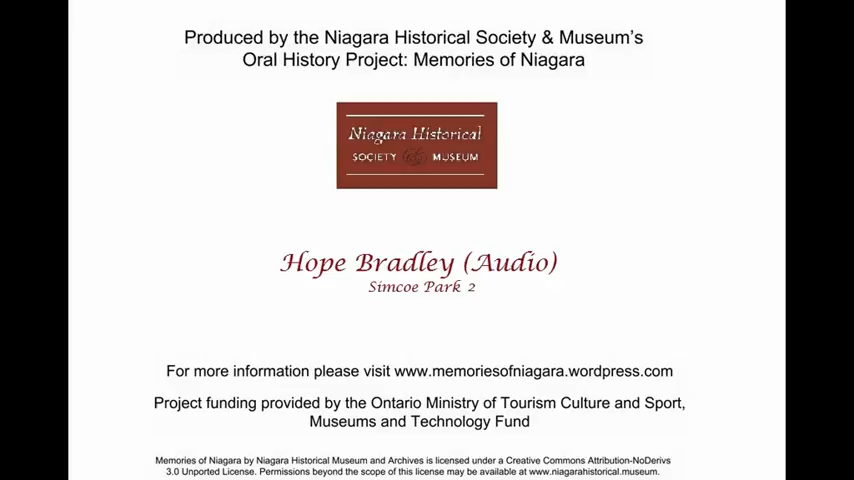 Produced by the Niagara Historical Society & Museum's
Oral History Project: Memories of Niagara
Niagara Historical
SOCIETY & MUSEUM
Hope Bradley (Audio)
Simcoe Park 2
For more information please visit www.memoriesofniagara.wordpress.com
Project funding provided by the Ontario Ministry of Tourism Culture and Sport,
Museums and Technology Fund
Memories of Niagara by Niagara Historical Museum and Archives is licensed under a Creative Commons Attribution-NoDerivs
3.0 Unported License. Permissions beyond the scope of this license may be available at www.niagarahistorical.museum.